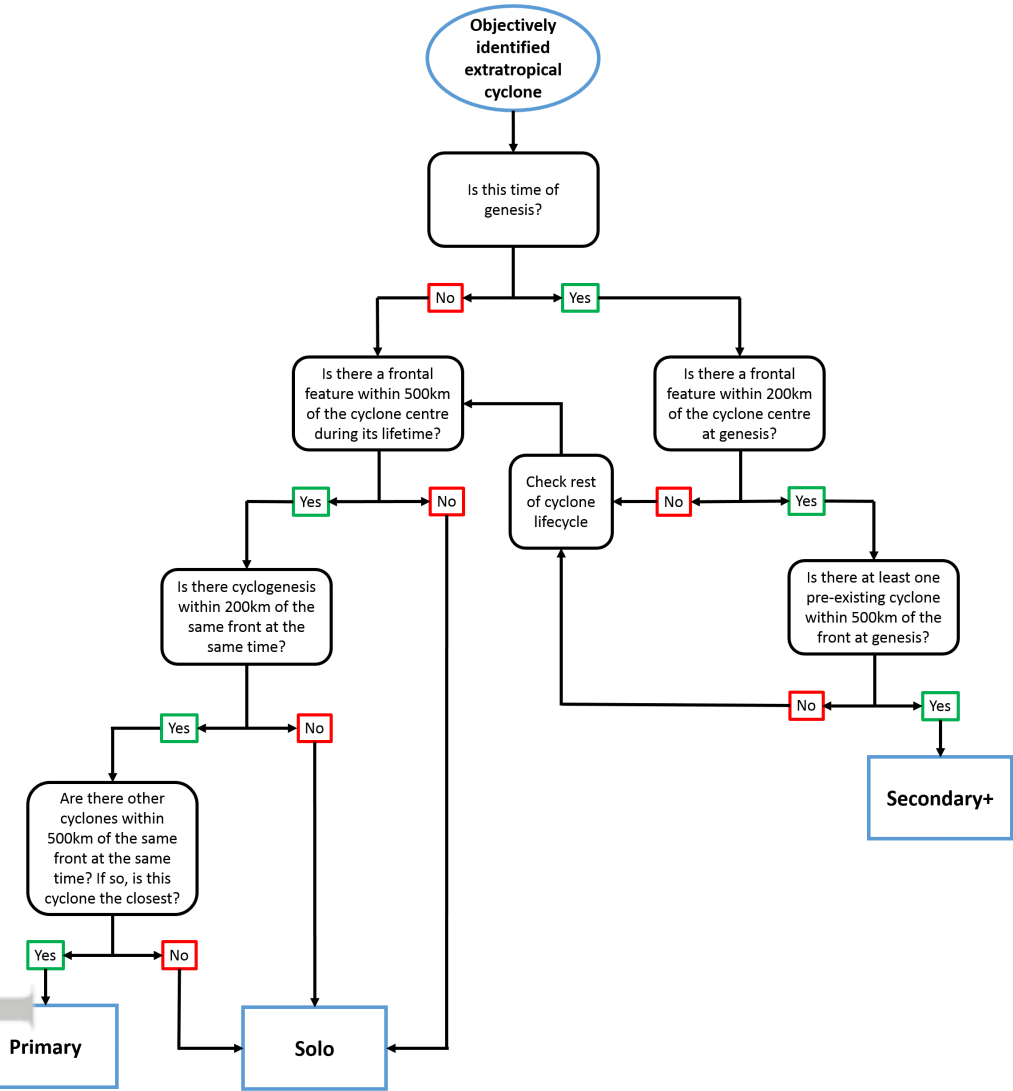 Objectively
identified
extratropical
cyclone
Is this time of
genesis?
No
Yes
Is there a frontal
feature within 500km
of the cyclone centre
during its lifetime?
Is there a frontal
feature within 200km
of the cyclone centre
at genesis?
Check rest
of cyclone
lifecycle
Yes
No
No
Yes
Is there cyclogenesis
within 200km of the
same front at the
same time?
Is there at least one
pre-existing cyclone
within 500km of the
front at genesis?
No
Yes
Yes
No
Secondary+
Are there other
cyclones within
500km of the same
front at the same
time? If so, is this
cyclone the closest?
Yes
No
Primary
Solo